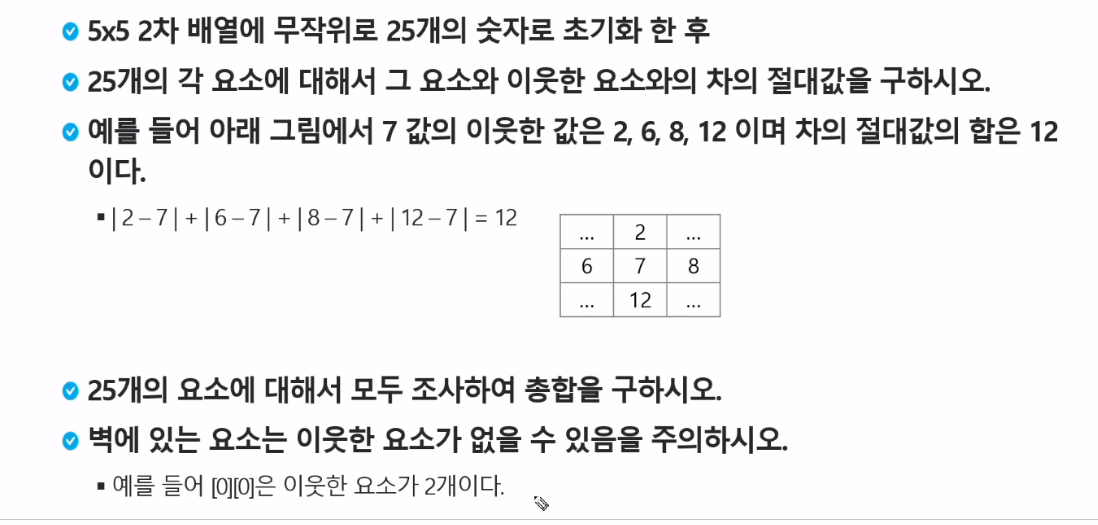 5x5 2차 배열에 무작위로 25개의 숫자로 초기화 한 후
25개의 각 요소에 대해서 그 요소와 이웃한 요소와의 차의 절대값을 구하시오.
예를 들어 아래 그림에서 7 값의 이웃한 값은 2, 6, 8, 12 이며 차의 절대값의 합은 12
이다.
| 2 – 7 | + | 6 – 7 | + | 8 – 7 | + | 12 – 7 | = 12
... 2 ...
6 7 8
... 12 ...
25개의 요소에 대해서 모두 조사하여 총합을 구하시오.
벽에 있는 요소는 이웃한 요소가 없을 수 있음을 주의하시오.
예를 들어 [0][0]은 이웃한 요소가 2개이다.